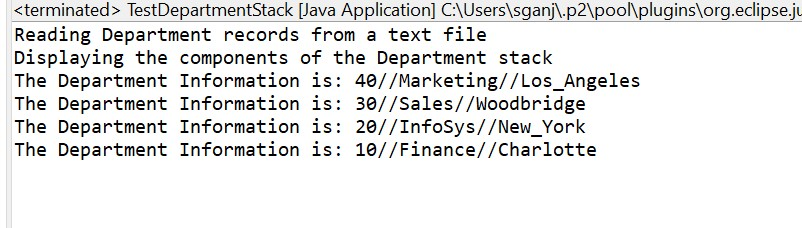 <terminated> TestDepartmentStack [Java Application] C:\Users\sganj\.p2\pool\plugins\org.eclipse.ju
Reading Department records from a text file
Displaying the components of the Department stack
The Department Information is: 40//Marketing//Los_Angeles
The Department Information is: 30//Sales//Woodbridge
The Department Information is: 20//InfoSys//New_York
The Department Information is: 10//Finance//Charlotte